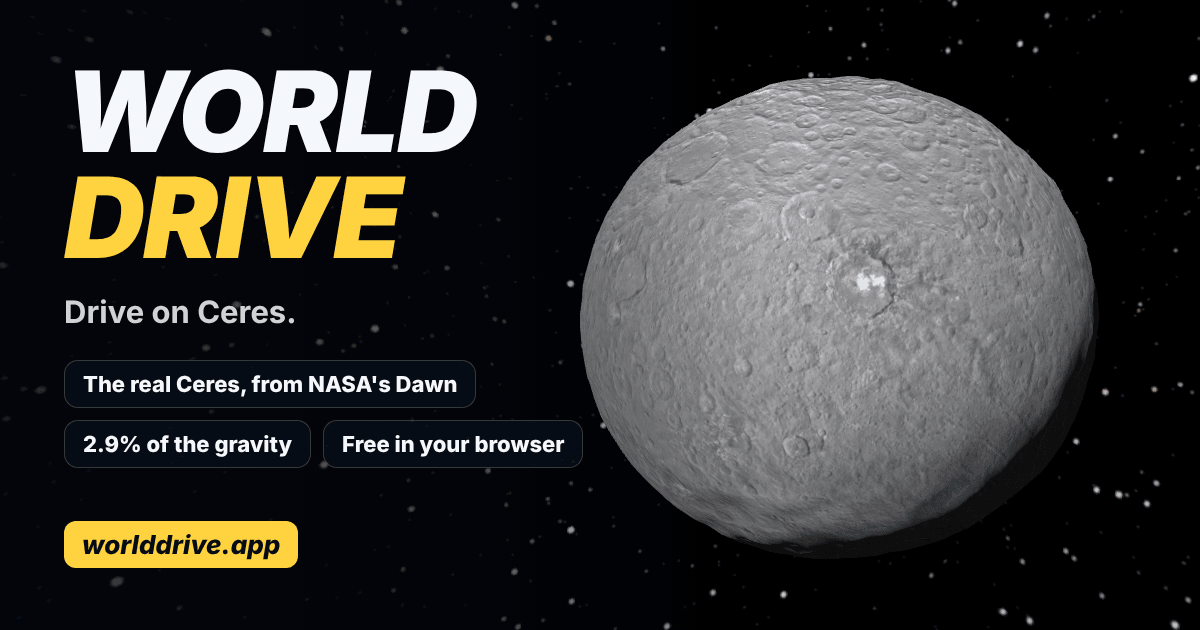 WORLD
DRIVE
Drive on Ceres.
The real Ceres, from NASA's Dawn
2.9% of the gravity
Free in your browser
worlddrive.app